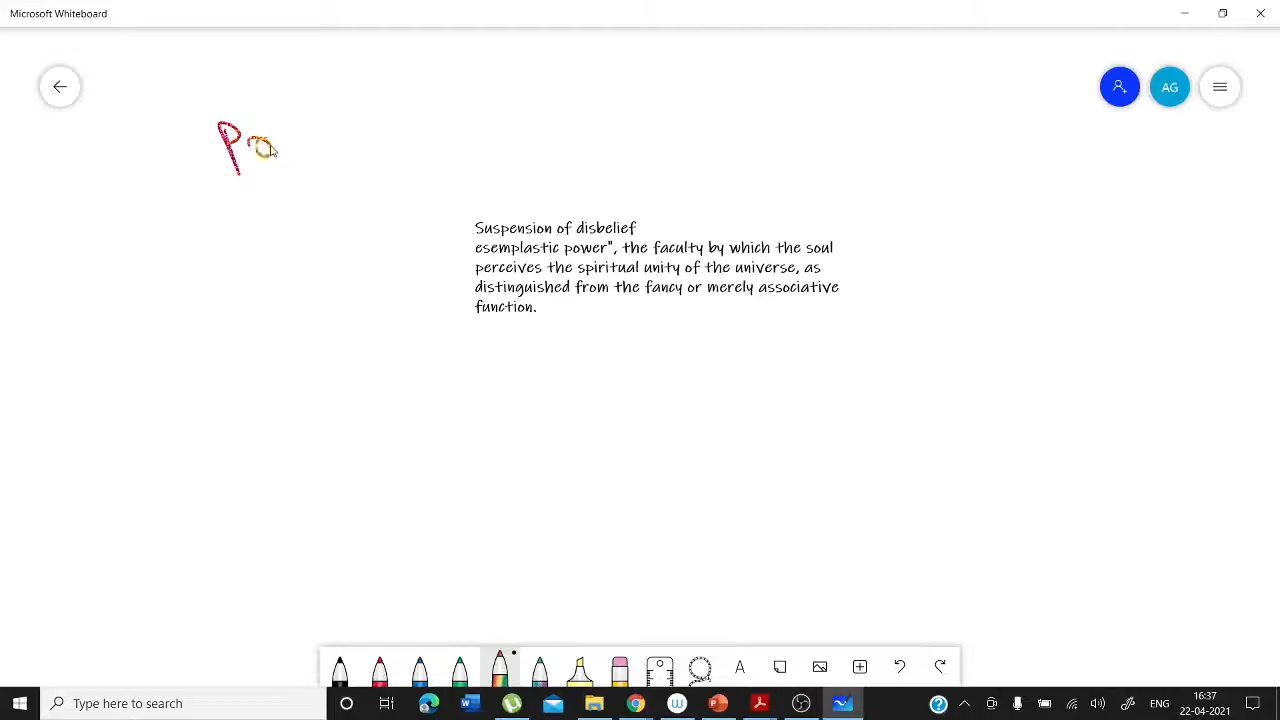 Microsoft Whiteboard
AG
Pro
Suspension of disbelief
esemplastic power", the faculty by which the soul
perceives the spiritual unity of the universe, as
distinguished from the fancy or merely associative
function.
A
Type here to search
ENG
16:37
22-04-2021